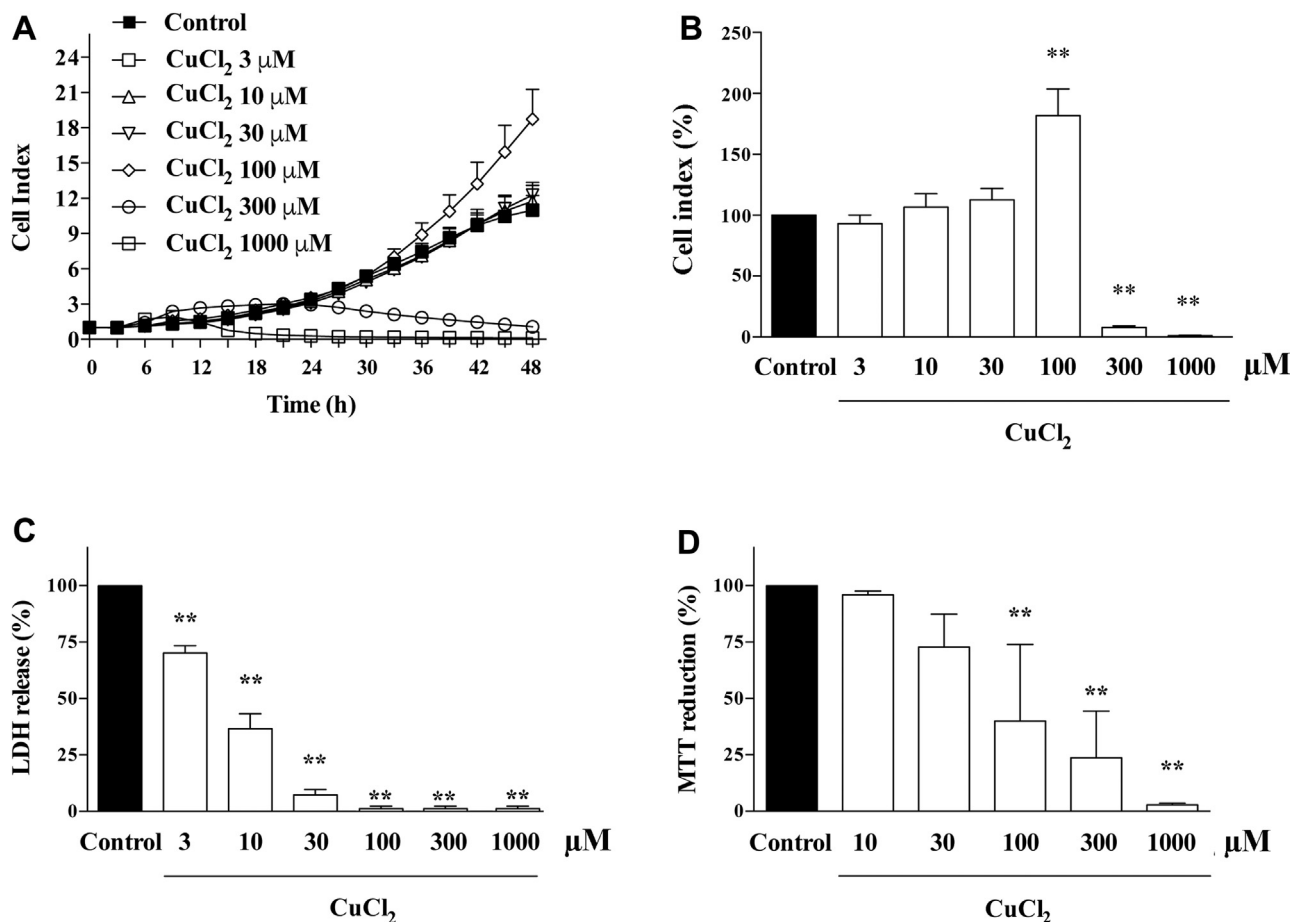 A
Control
CuCl2 3 μM
CuCl2 10 μM
CuCl2 30 μM
CuCl2 100 μM
CuCl2 300 μM
CuCl2 1000 μM
Cell Index
24
21
18
15
12
9
6
3
0
0 6 12 18 24 30 36 42 48
Time (h)
B
Cell index (%)
250
200
150
100
50
0
**
**
**
Control 3 10 30 100 300 1000 μM
CuCl2
C
LDH release (%)
100
75
50
25
0
**
**
**
** ** **
Control 3 10 30 100 300 1000 μM
CuCl2
D
MTT reduction (%)
100
75
50
25
0
**
**
**
Control 10 30 100 300 1000 , μM
CuCl2